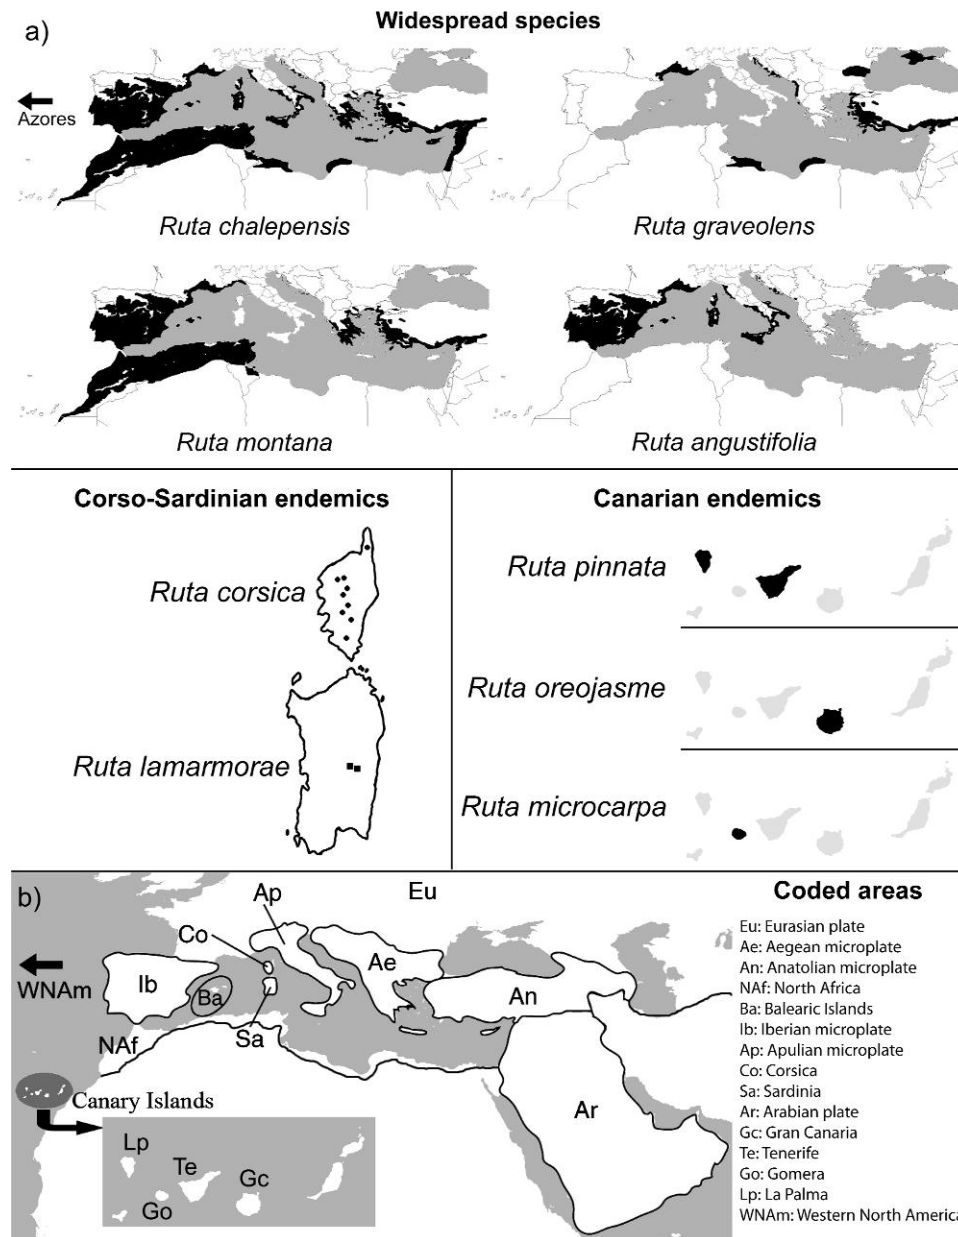 a)
Widespread species
Azores
Ruta chalepensis
Ruta graveolens
Ruta montana
Ruta angustifolia
Corso-Sardinian endemics
Ruta corsica
Ruta lamarmorae
Canarian endemics
Ruta pinnata
Ruta oreojasme
Ruta microcarpa
b)
WNAm
Ib
Ba
Co
Sa
Ap
Eu
Ae
An
NAf
Ar
Canary Islands
Lp
Te
Go
Gc
Coded areas
Eu: Eurasian plate
Ae: Aegean microplate
An: Anatolian microplate
NAf: North Africa
Ba: Balearic Islands
Ib: Iberian microplate
Ap: Apulian microplate
Co: Corsica
Sa: Sardinia
Ar: Arabian plate
Gc: Gran Canaria
Te: Tenerife
Go: Gomera
Lp: La Palma
WNAm: Western North America